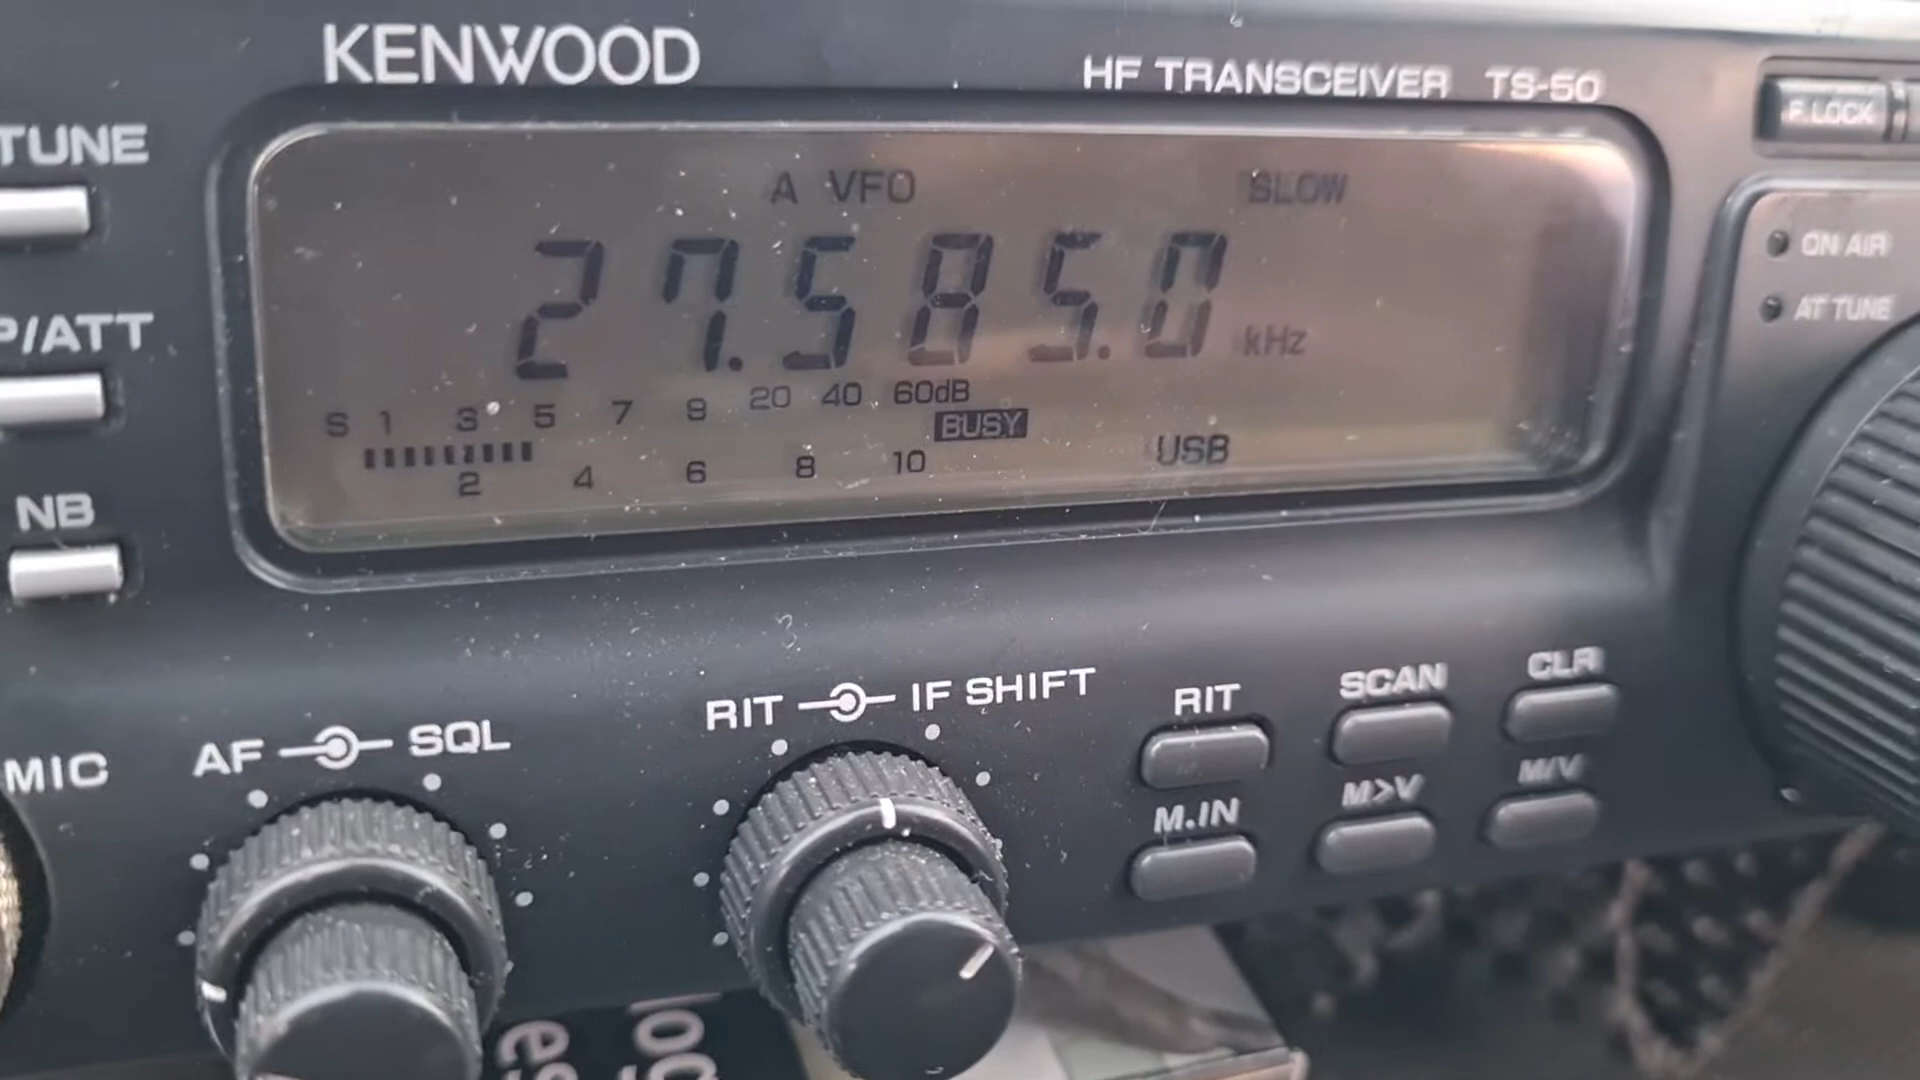 KENWOOD
HF TRANSCEIVER TS-50
F.LOCK
TUNE
A VFO SLOW
27.585.0 kHz
ON AIR
AT TUNE
P/ATT
S 1 3 5 7 9 20 40 60dB
BUSY
USB
2 4 6 8 10
NB
RIT IF SHIFT
RIT SCAN CLR
AF SQL
MIC
M.IN M>V M/V